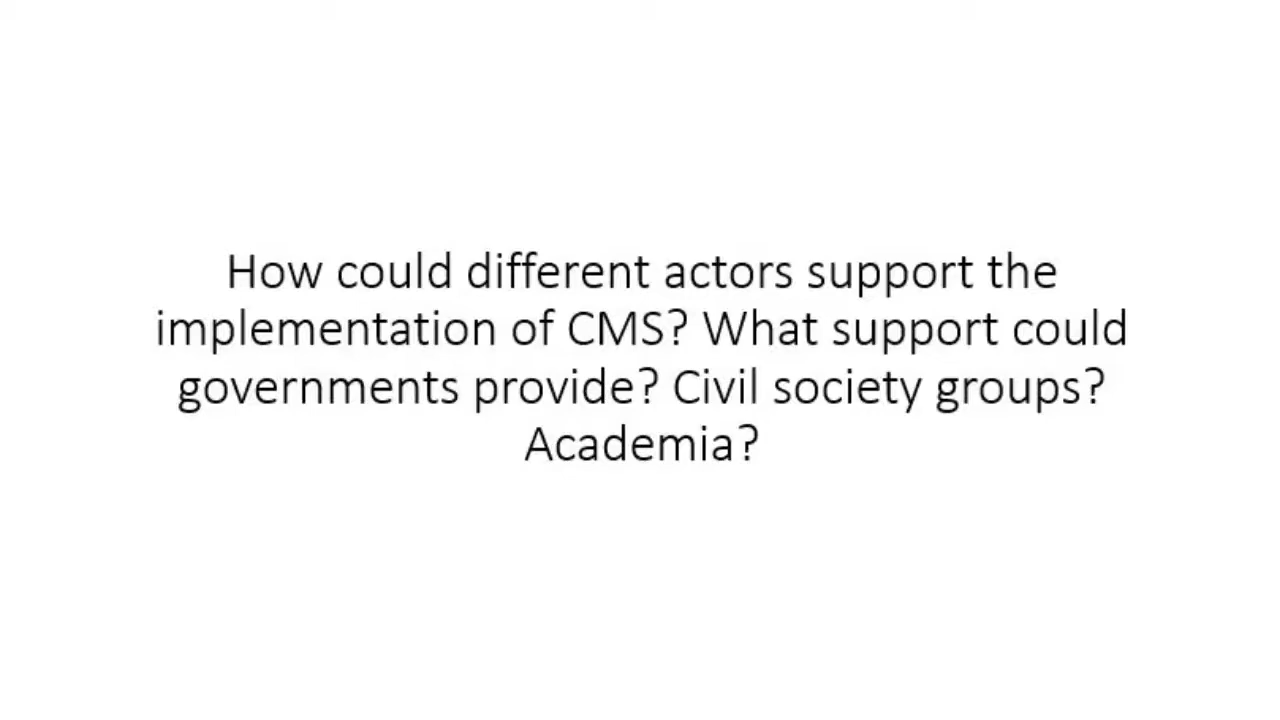 How could different actors support the
implementation of CMS? What support could
governments provide? Civil society groups?
Academia?